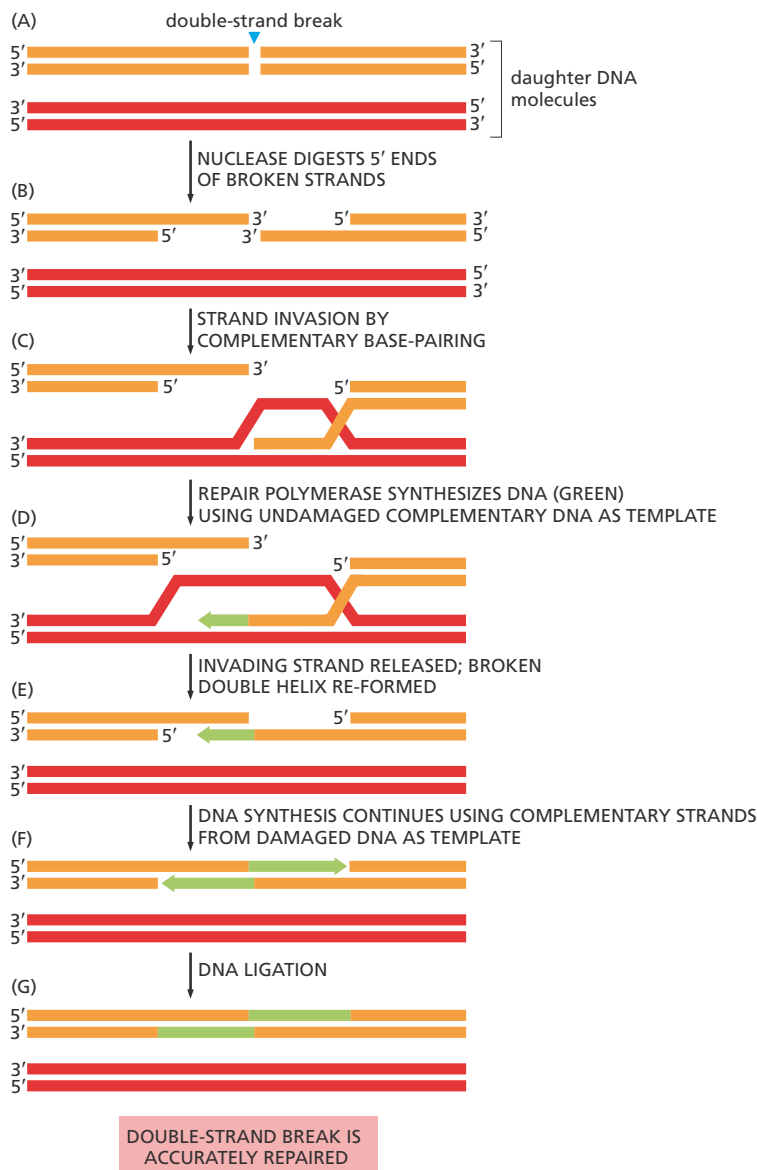 (A)
double-strand break
5′ 3′
3′ 5′
daughter DNA
molecules
3′ 5′
5′ 3′
NUCLEASE DIGESTS 5′ ENDS
OF BROKEN STRANDS
(B)
5′ 3′ 5′ 3′
3′ 5′ 3′ 5′
3′ 5′
5′ 3′
STRAND INVASION BY
COMPLEMENTARY BASE-PAIRING
(C)
5′ 3′
3′ 5′ 5′
3′
5′
REPAIR POLYMERASE SYNTHESIZES DNA (GREEN)
USING UNDAMAGED COMPLEMENTARY DNA AS TEMPLATE
(D)
5′ 3′
3′ 5′ 5′
3′
5′
INVADING STRAND RELEASED; BROKEN
DOUBLE HELIX RE-FORMED
(E)
5′ 5′
3′ 5′
3′
5′
DNA SYNTHESIS CONTINUES USING COMPLEMENTARY STRANDS
FROM DAMAGED DNA AS TEMPLATE
(F)
5′
3′
3′
5′
DNA LIGATION
(G)
5′
3′
3′
5′
DOUBLE-STRAND BREAK IS
ACCURATELY REPAIRED